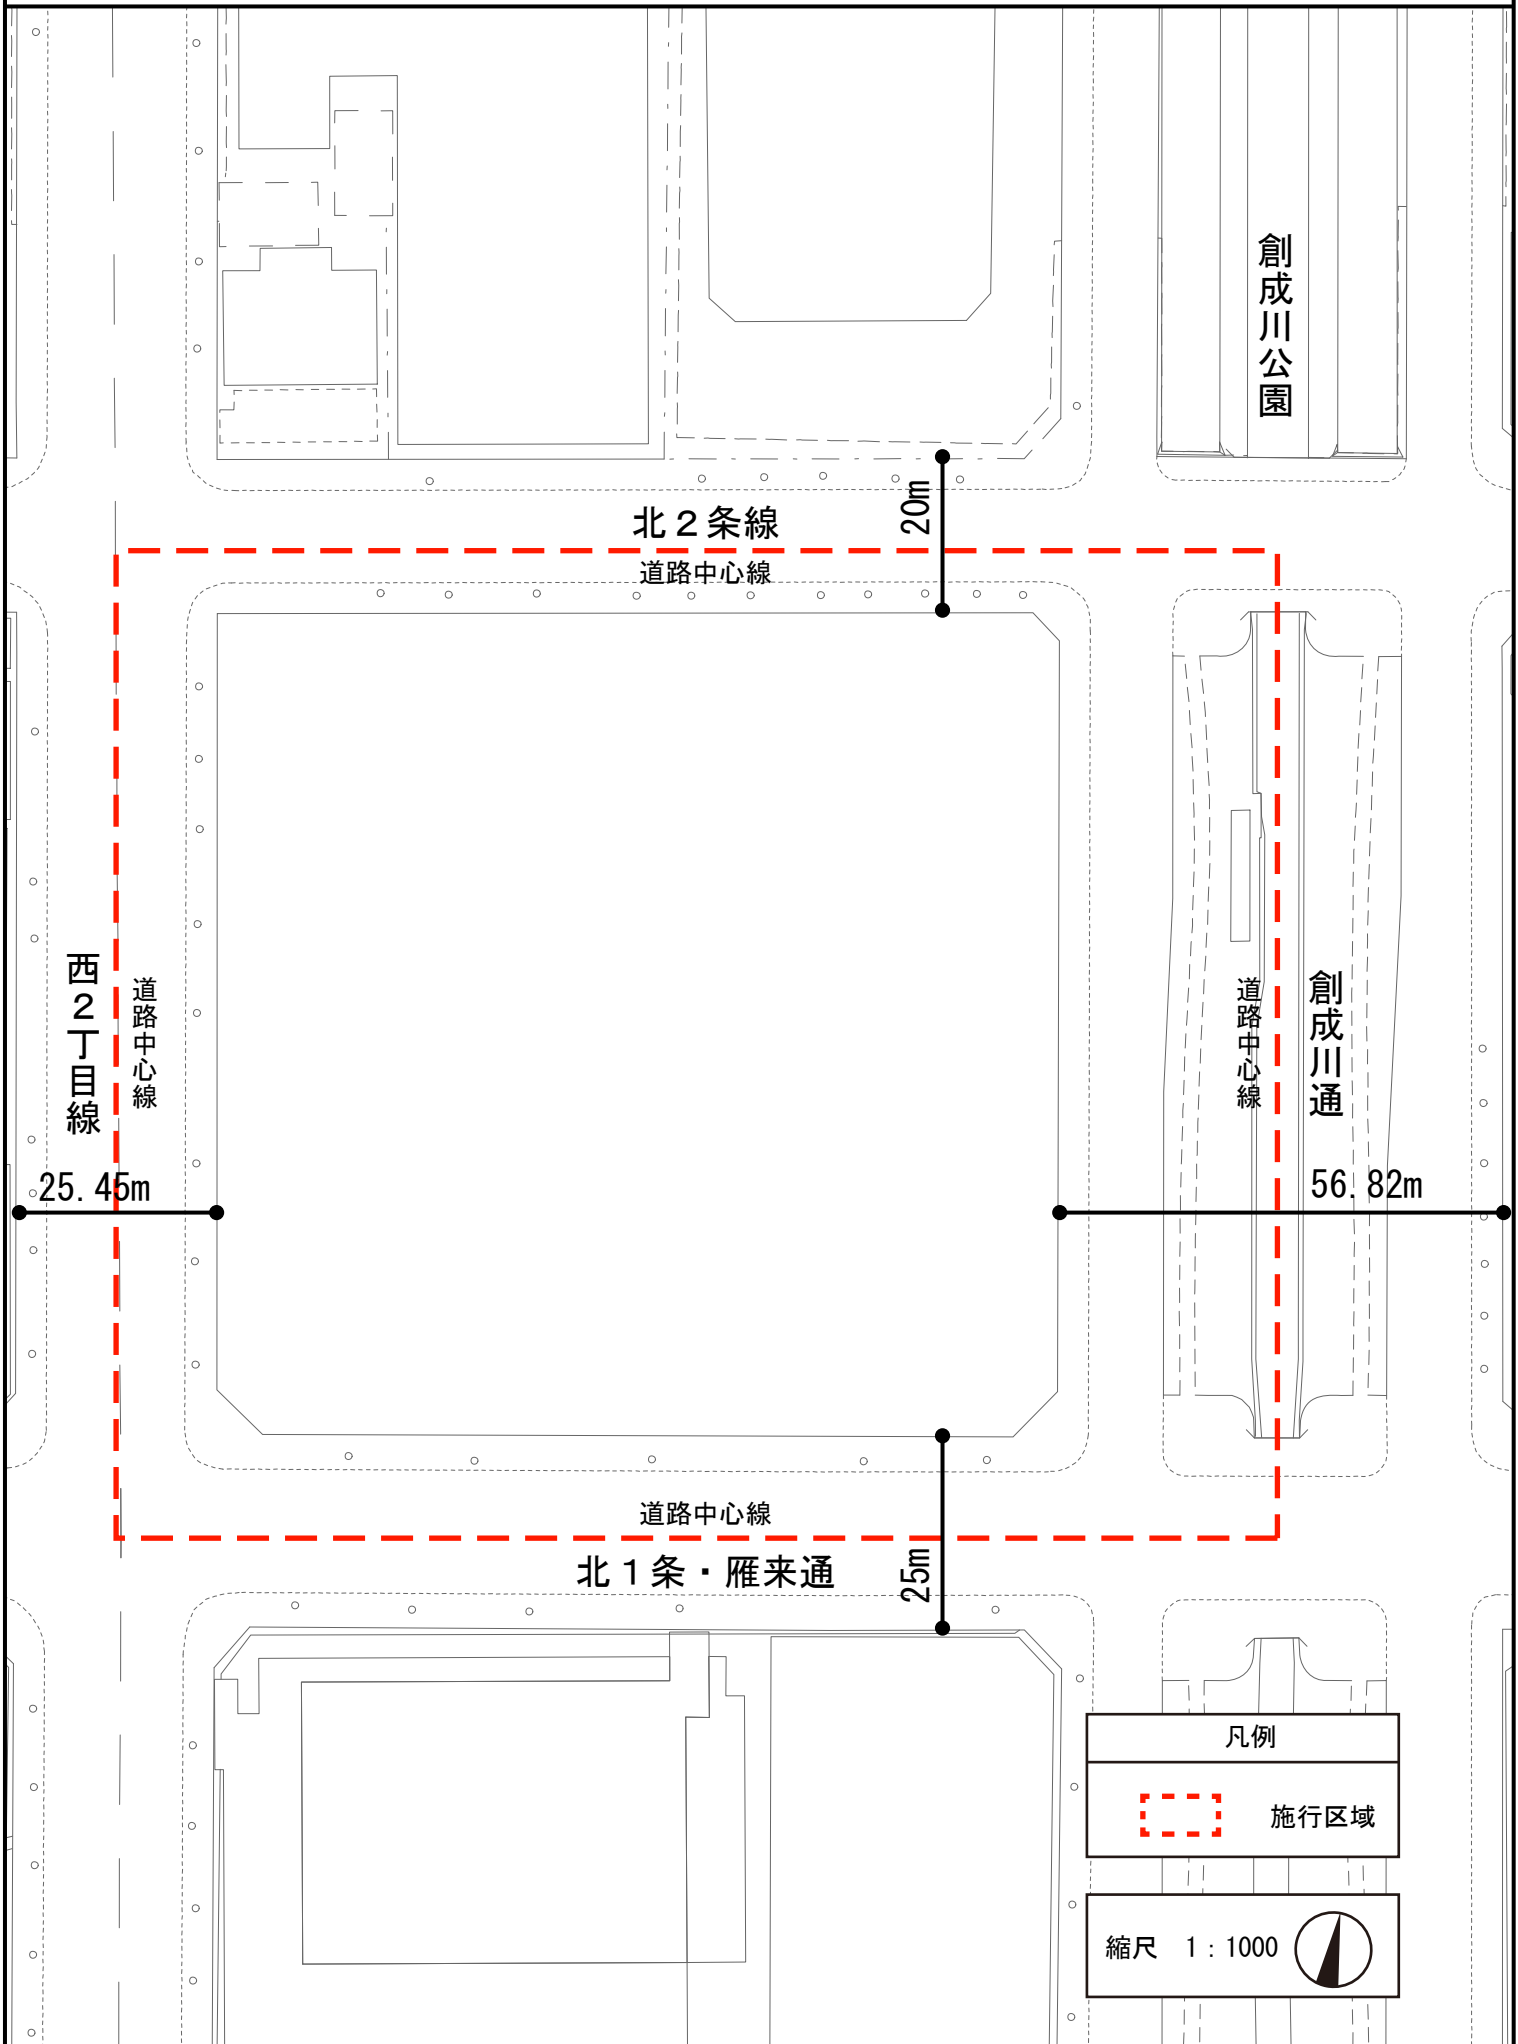 創成川公園
20m
北２条線
道路中心線
西２丁目線
道路中心線
道路中心線
創成川通
25.45m
56.82m
道路中心線
北１条・雁来通
25m
凡例
施行区域
縮尺　1：1000